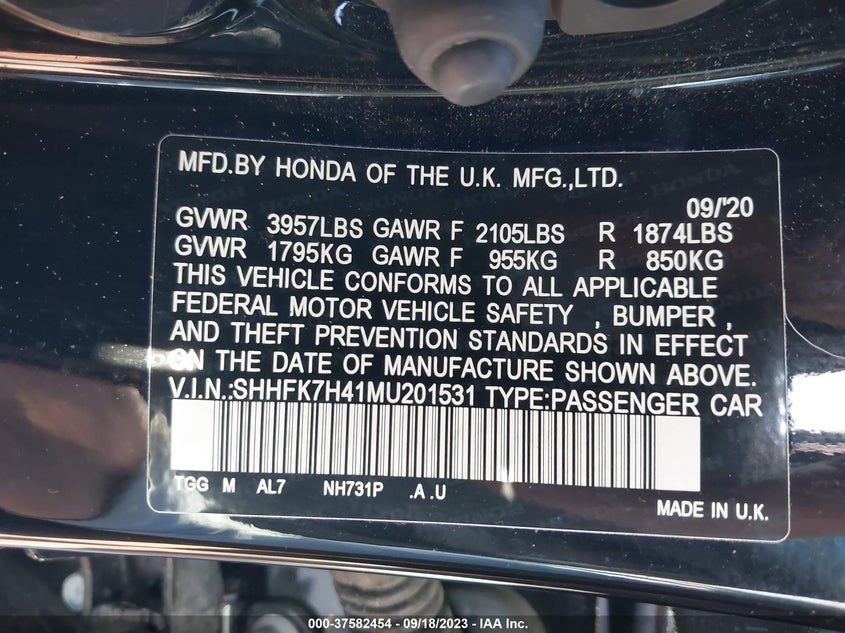 MFD.BY HONDA OF THE U.K. MFG.,LTD.
09/'20
GVWR 3957LBS GAWR F 2105LBS R 1874LBS
GVWR 1795KG GAWR F 955KG R 850KG
THIS VEHICLE CONFORMS TO ALL APPLICABLE
FEDERAL MOTOR VEHICLE SAFETY , BUMPER ,
AND THEFT PREVENTION STANDARDS IN EFFECT
ON THE DATE OF MANUFACTURE SHOWN ABOVE.
V.I.N.:SHHFK7H41MU201531 TYPE:PASSENGER CAR
TGG M AL7 NH731P .A .U
MADE IN U.K.
000-37582454 - 09/18/2023 - IAA Inc.